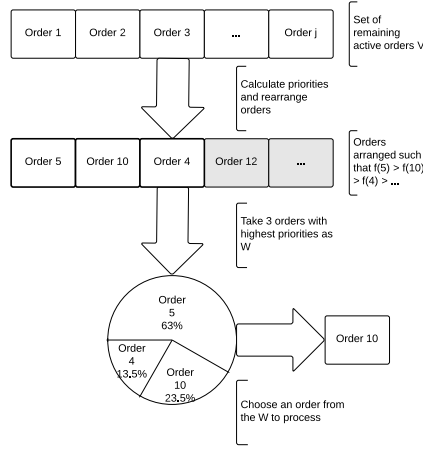 Order 1
Order 2
Order 3
...
Order j
Set of
remaining
active orders V
Calculate priorities
and rearrange
orders
Order 5
Order 10
Order 4
Order 12
...
Orders
arranged such
that f(5) > f(10)
> f(4) > ...
Take 3 orders with
highest priorities as
W
Order
5
63%
Order
4
13.5%
Order
10
23.5%
Order 10
Choose an order from
the W to process